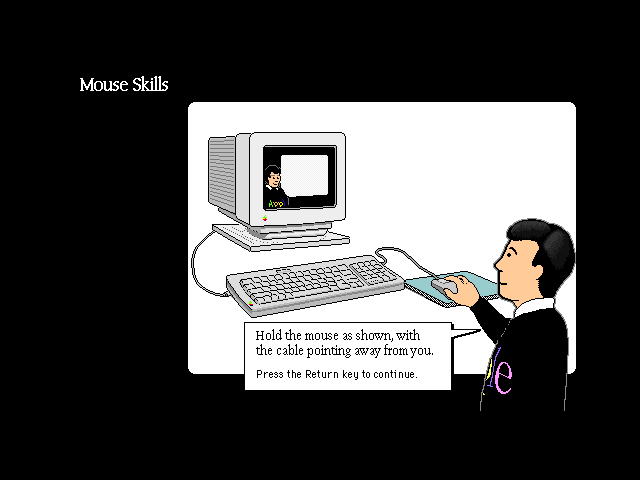 Mouse Skills
Hold the mouse as shown, with
the cable pointing away from you.
Press the Return key to continue.
le